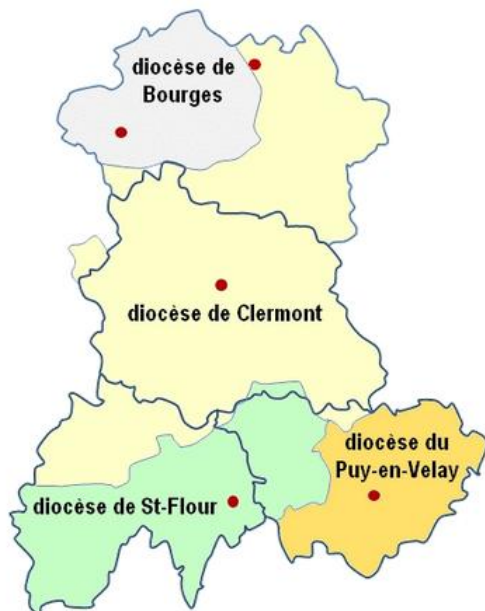 diocèse de
Bourges
diocèse de Clermont
diocèse du
Puy-en-Velay
diocèse de St-Flour